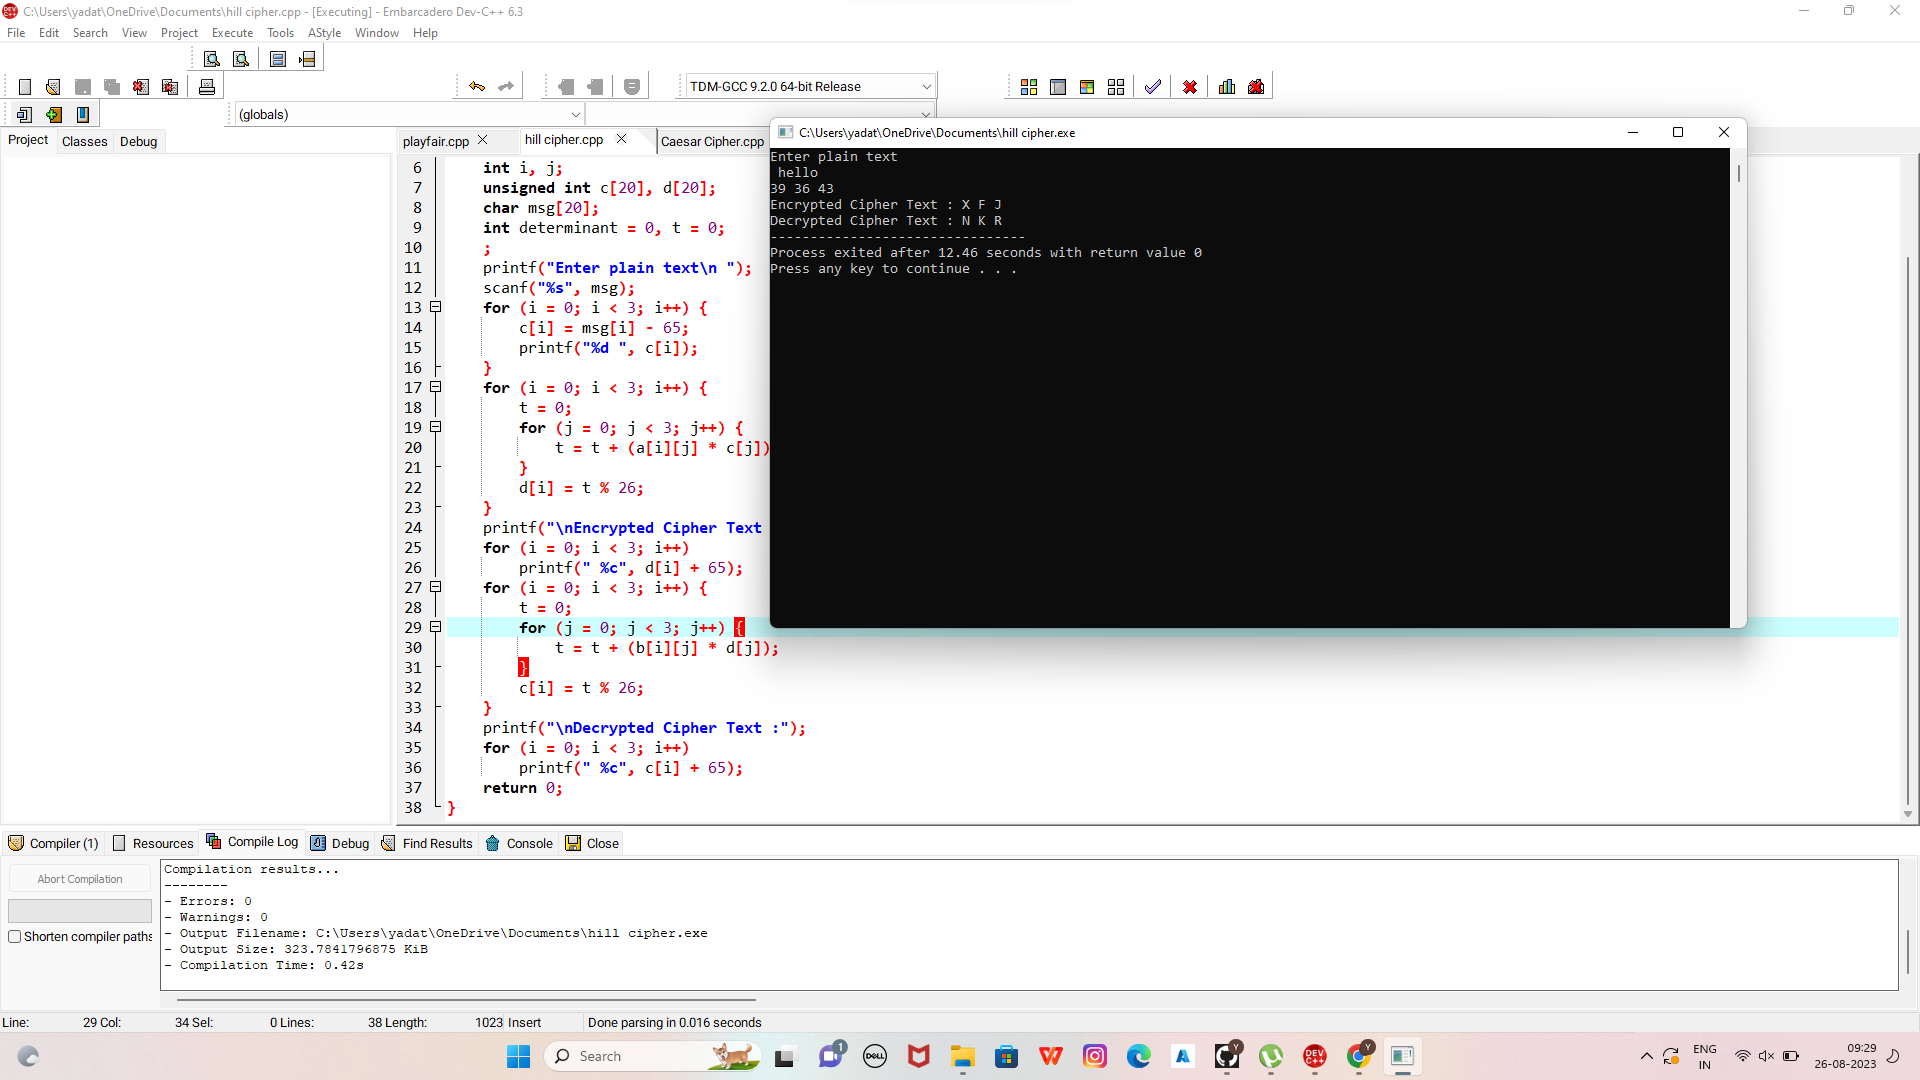 C:\Users\yadat\OneDrive\Documents\hill cipher.cpp - [Executing] - Embarcadero Dev-C++ 6.3
File Edit Search View Project Execute Tools AStyle Window Help
TDM-GCC 9.2.0 64-bit Release
(globals)
Project Classes Debug
playfair.cpp hill cipher.cpp Caesar Cipher.cpp
6 int i, j;
7 unsigned int c[20], d[20];
8 char msg[20];
9 int determinant = 0, t = 0;
10 ;
11 printf("Enter plain text\n ");
12 scanf("%s", msg);
13 for (i = 0; i < 3; i++) {
14 c[i] = msg[i] - 65;
15 printf("%d ", c[i]);
16 }
17 for (i = 0; i < 3; i++) {
18 t = 0;
19 for (j = 0; j < 3; j++) {
20 t = t + (a[i][j] * c[j])
21 }
22 d[i] = t % 26;
23 }
24 printf("\nEncrypted Cipher Text
25 for (i = 0; i < 3; i++)
26 printf(" %c", d[i] + 65);
27 for (i = 0; i < 3; i++) {
28 t = 0;
29 for (j = 0; j < 3; j++) {
30 t = t + (b[i][j] * d[j]);
31 }
32 c[i] = t % 26;
33 }
34 printf("\nDecrypted Cipher Text :");
35 for (i = 0; i < 3; i++)
36 printf(" %c", c[i] + 65);
37 return 0;
38 }
C:\Users\yadat\OneDrive\Documents\hill cipher.exe
Enter plain text
hello
39 36 43
Encrypted Cipher Text : X F J
Decrypted Cipher Text : N K R
--------------------------------
Process exited after 12.46 seconds with return value 0
Press any key to continue . . .
Compiler (1) Resources Compile Log Debug Find Results Console Close
Abort Compilation
Shorten compiler paths
Compilation results...
--------
- Errors: 0
- Warnings: 0
- Output Filename: C:\Users\yadat\OneDrive\Documents\hill cipher.exe
- Output Size: 323.7841796875 KiB
- Compilation Time: 0.42s
Line: 29 Col: 34 Sel: 0 Lines: 38 Length: 1023 Insert Done parsing in 0.016 seconds
Search
1
DELL
Y
DEV C++
Y
ENG
IN
09:29
26-08-2023